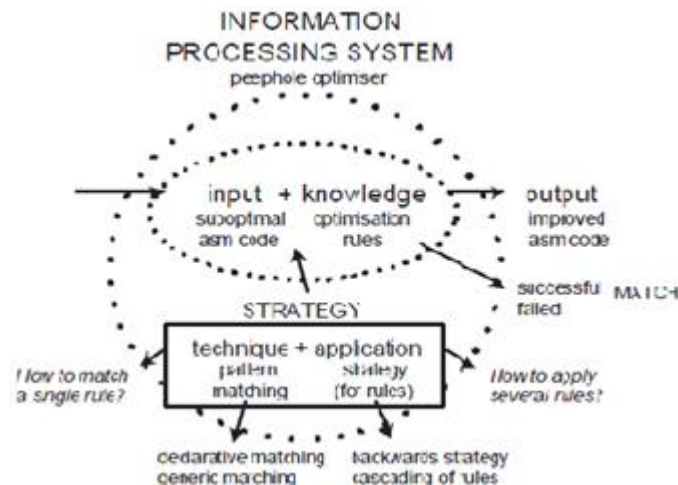 INFORMATION
PROCESSING SYSTEM
peephole optimiser
input + knowledge
output
suboptimal
asm code
optimisation
rules
improved
asm code
successful
failed
MATCH
STRATEGY
technique + application
pattern
matching
strategy
(for rules)
How to match
a single rule?
How to apply
several rules?
declarative matching
generic matching
backwards strategy
cascading of rules